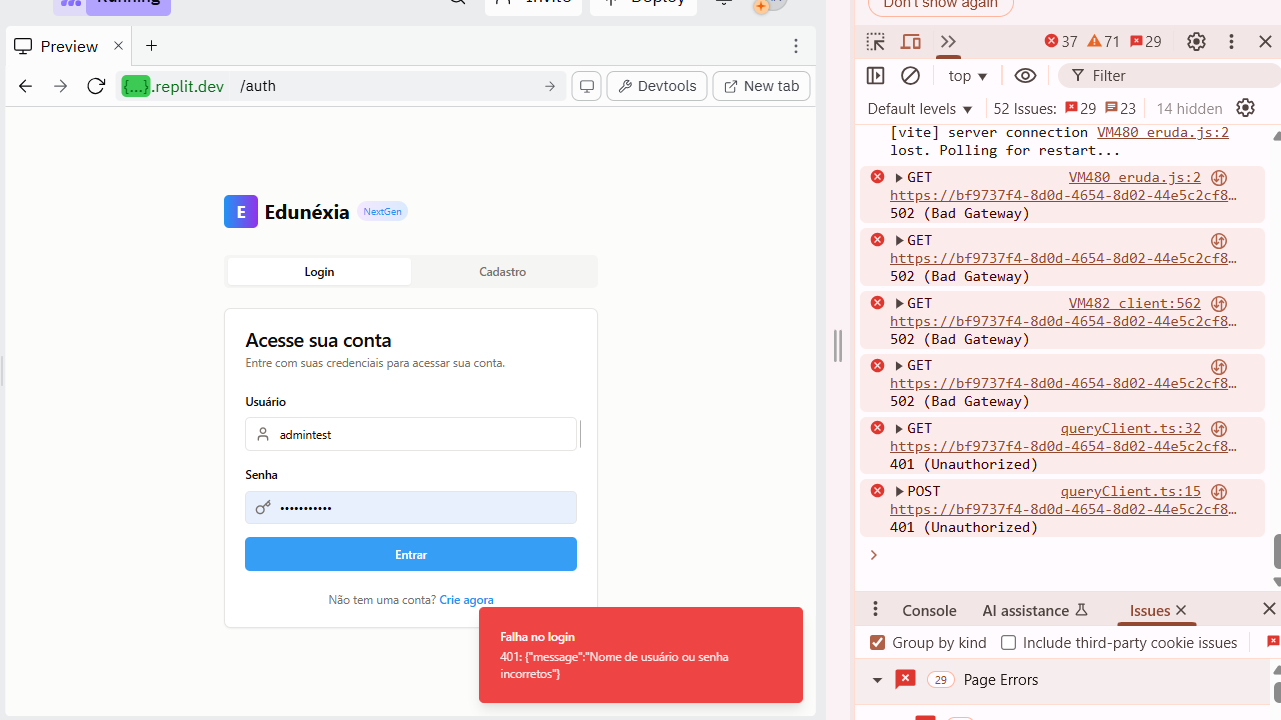 Running
Invite
Deploy
Preview
{...}.replit.dev /auth
Devtools
New tab
E Edunéxia NextGen
Login
Cadastro
Acesse sua conta
Entre com suas credenciais para acessar sua conta.
Usuário
admintest
Senha
•••••••••••
Entrar
Não tem uma conta? Crie agora
Falha no login
401: {"message":"Nome de usuário ou senha
incorretos"}
Don't show again
37 71 29
top
Filter
Default levels
52 Issues: 29 23
14 hidden
[vite] server connection VM480 eruda.js:2
lost. Polling for restart...
GET VM480 eruda.js:2
https://bf9737f4-8d0d-4654-8d02-44e5c2cf8…
502 (Bad Gateway)
GET
https://bf9737f4-8d0d-4654-8d02-44e5c2cf8…
502 (Bad Gateway)
GET VM482 client:562
https://bf9737f4-8d0d-4654-8d02-44e5c2cf8…
502 (Bad Gateway)
GET
https://bf9737f4-8d0d-4654-8d02-44e5c2cf8…
502 (Bad Gateway)
GET queryClient.ts:32
https://bf9737f4-8d0d-4654-8d02-44e5c2cf8…
401 (Unauthorized)
POST queryClient.ts:15
https://bf9737f4-8d0d-4654-8d02-44e5c2cf8…
401 (Unauthorized)
Console
AI assistance
Issues
Group by kind
Include third-party cookie issues
29 Page Errors